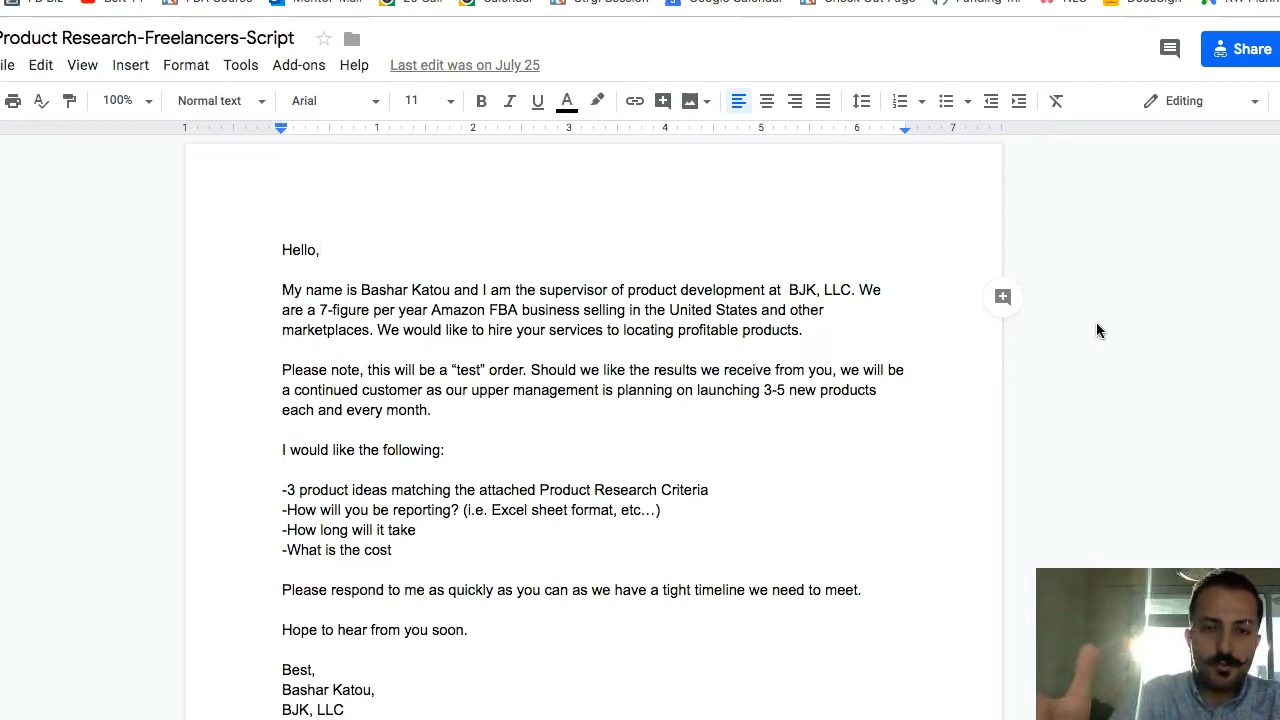 Product Research-Freelancers-Script
Edit View Insert Format Tools Add-ons Help Last edit was on July 25
Share
100% Normal text Arial 11 B I U A Editing
1 1 2 3 4 5 6 7
Hello,
My name is Bashar Katou and I am the supervisor of product development at BJK, LLC. We
are a 7-figure per year Amazon FBA business selling in the United States and other
marketplaces. We would like to hire your services to locating profitable products.
Please note, this will be a “test” order. Should we like the results we receive from you, we will be
a continued customer as our upper management is planning on launching 3-5 new products
each and every month.
I would like the following:
-3 product ideas matching the attached Product Research Criteria
-How will you be reporting? (i.e. Excel sheet format, etc…)
-How long will it take
-What is the cost
Please respond to me as quickly as you can as we have a tight timeline we need to meet.
Hope to hear from you soon.
Best,
Bashar Katou,
BJK, LLC